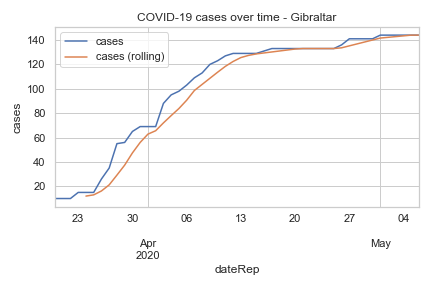 COVID-19 cases over time - Gibraltar
cases
cases (rolling)
cases
140
120
100
80
60
40
20
23 30 06 13 20 27 04
Apr May
2020
dateRep